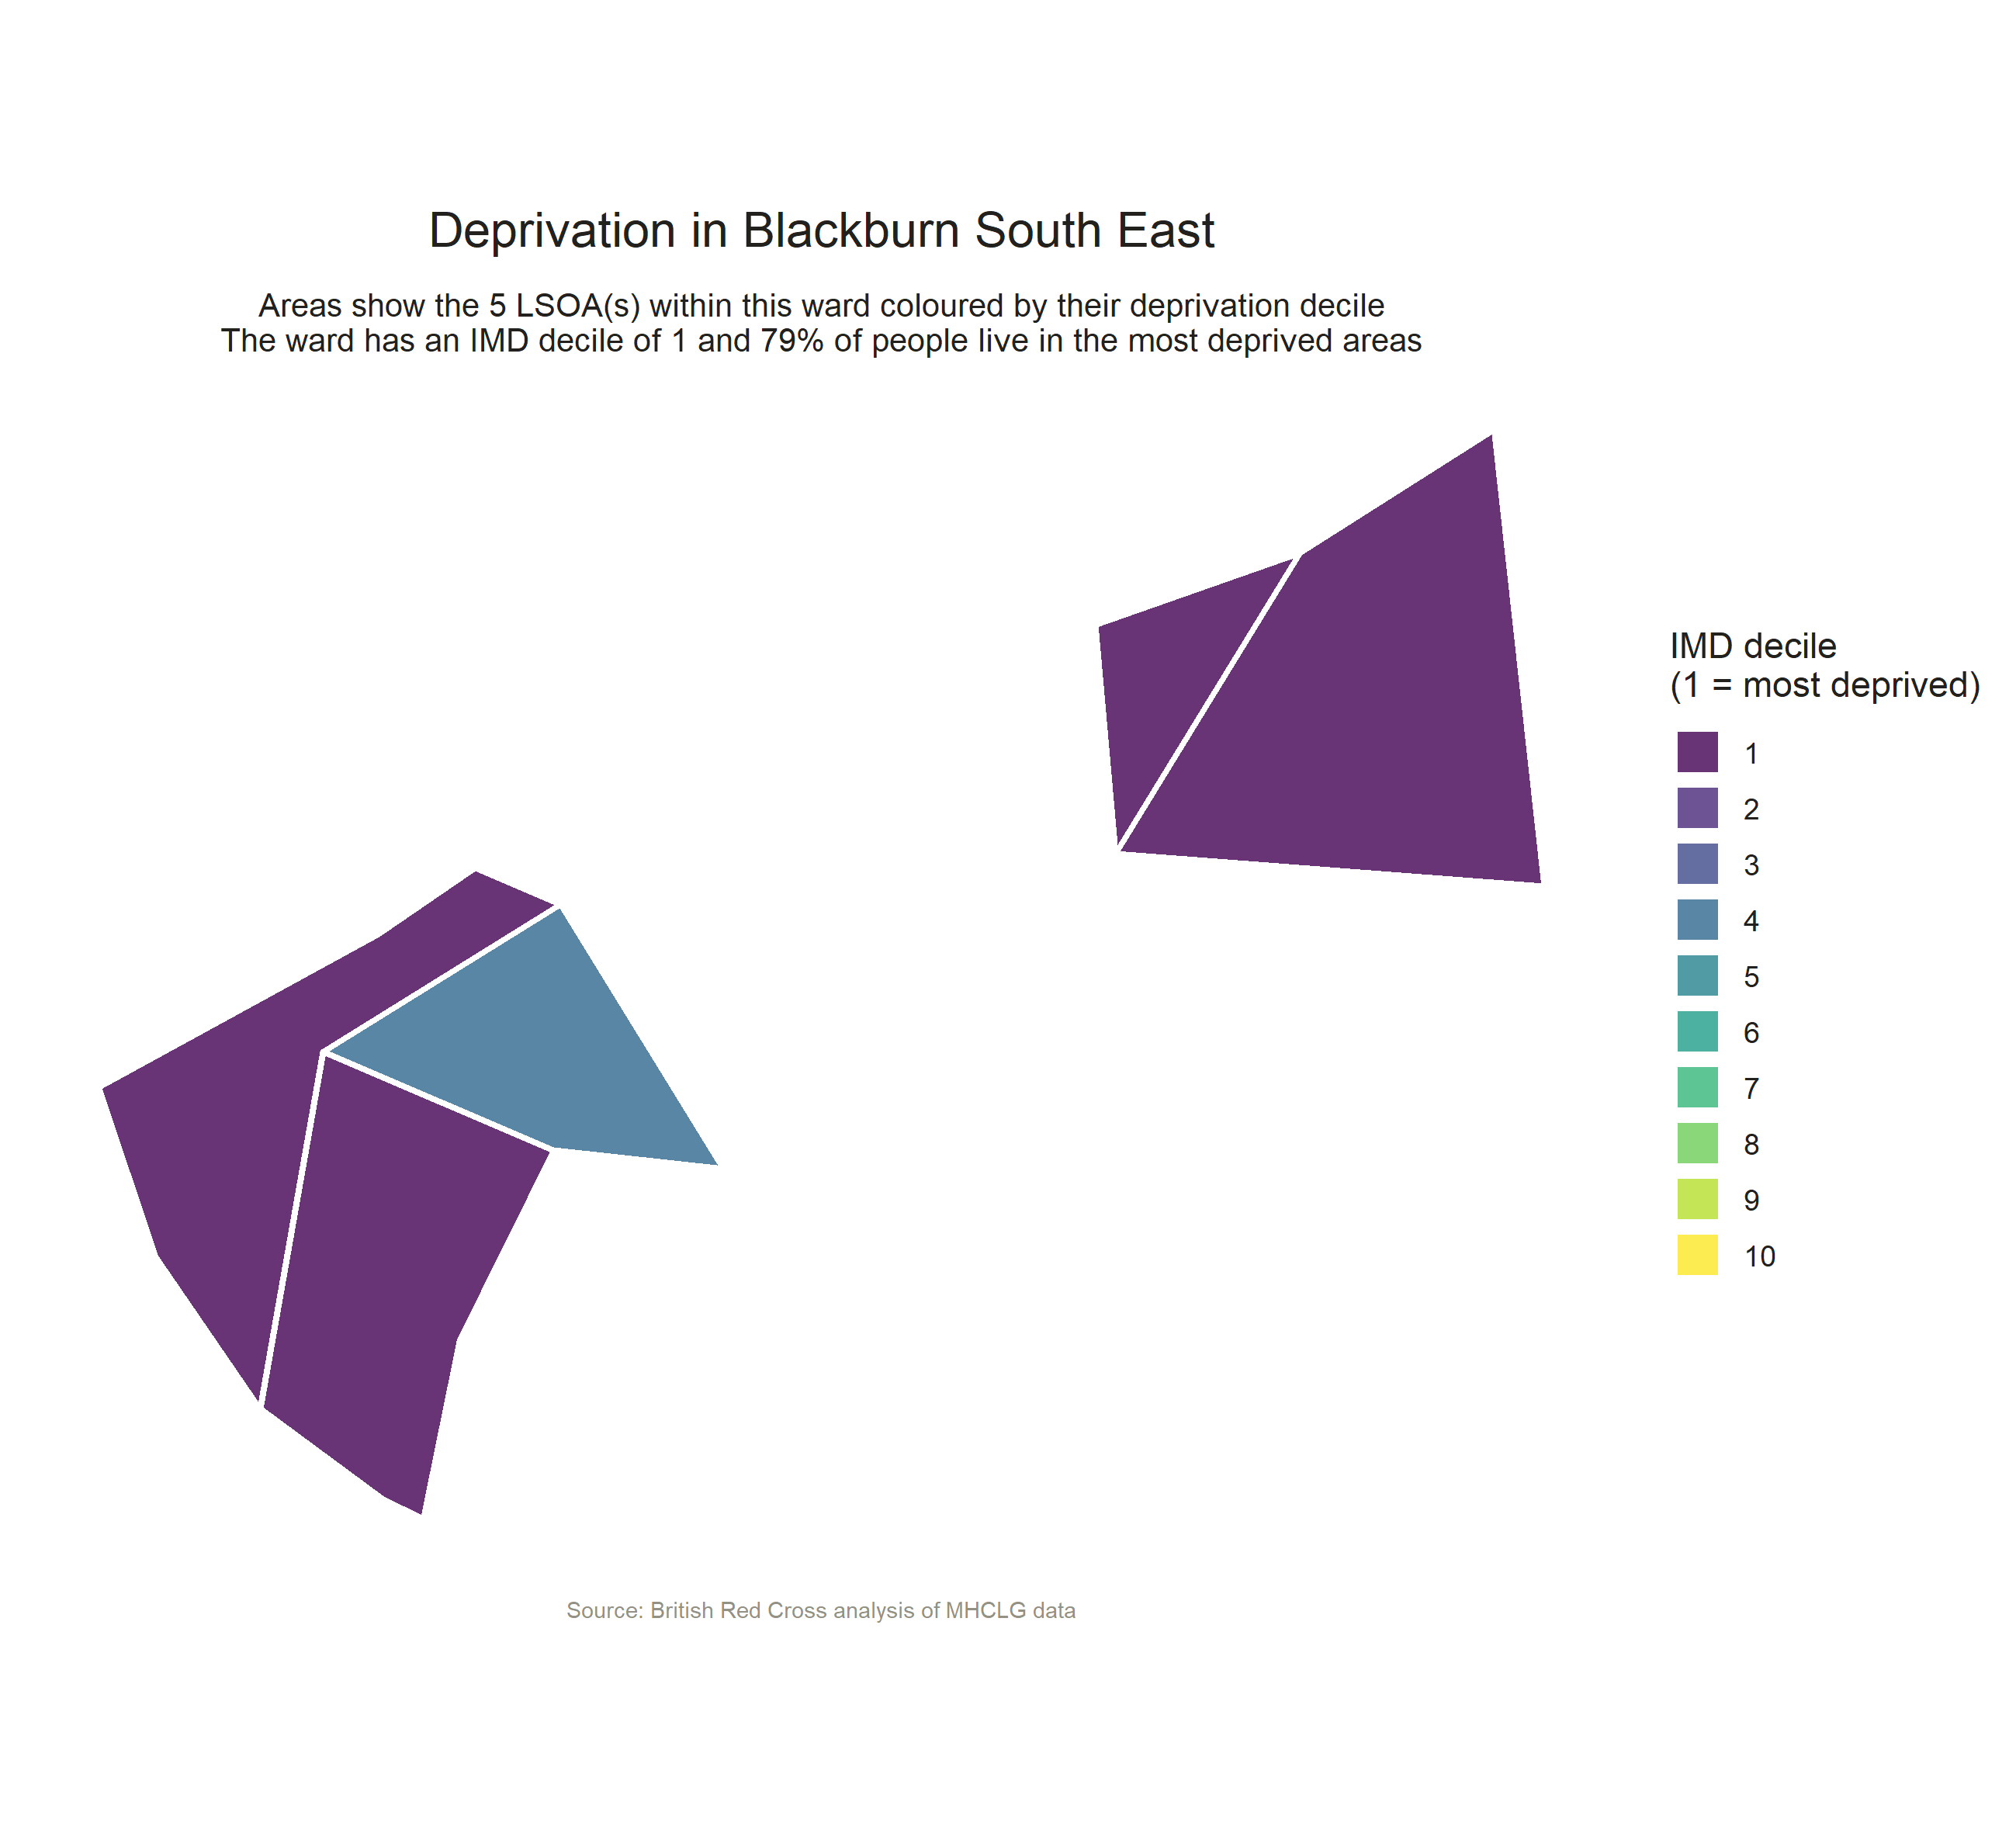 Deprivation in Blackburn South East
Areas show the 5 LSOA(s) within this ward coloured by their deprivation decile
The ward has an IMD decile of 1 and 79% of people live in the most deprived areas
IMD decile
(1 = most deprived)
1
2
3
4
5
6
7
8
9
10
Source: British Red Cross analysis of MHCLG data